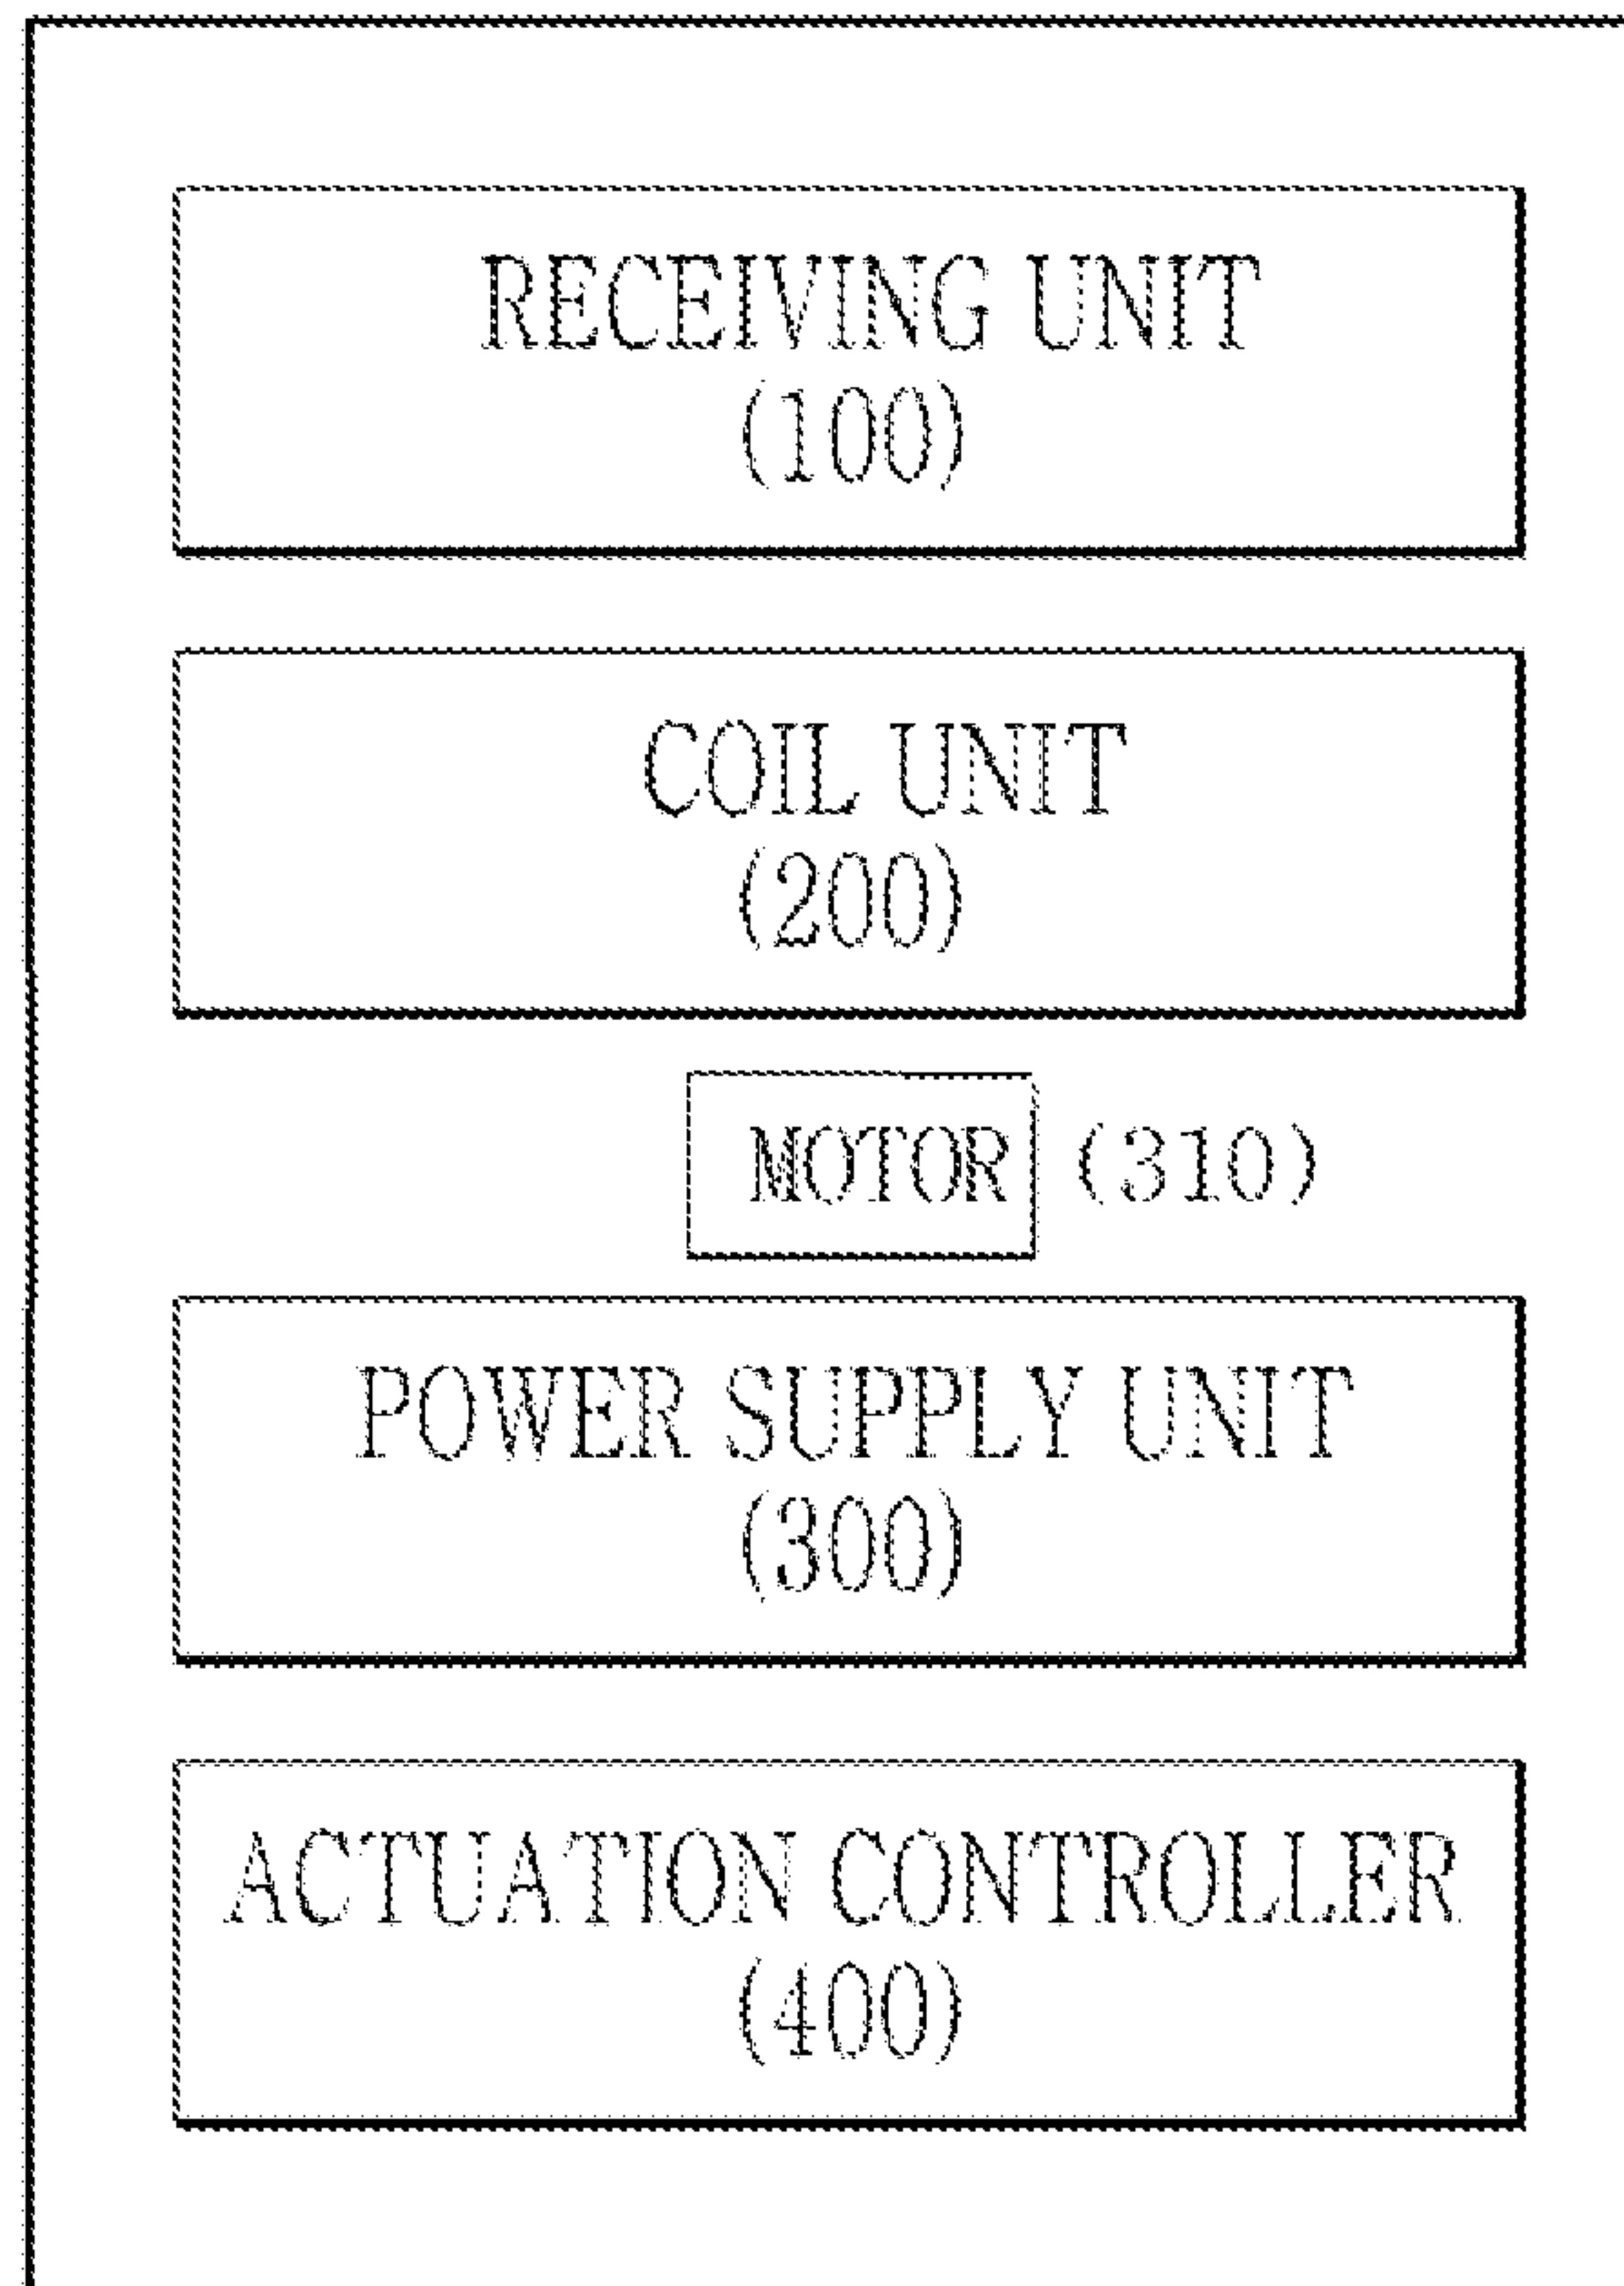 RECEIVING UNIT
(100)
COIL UNIT
(200)
MOTOR (310)
POWER SUPPLY UNIT
(300)
ACTUATION CONTROLLER
(400)